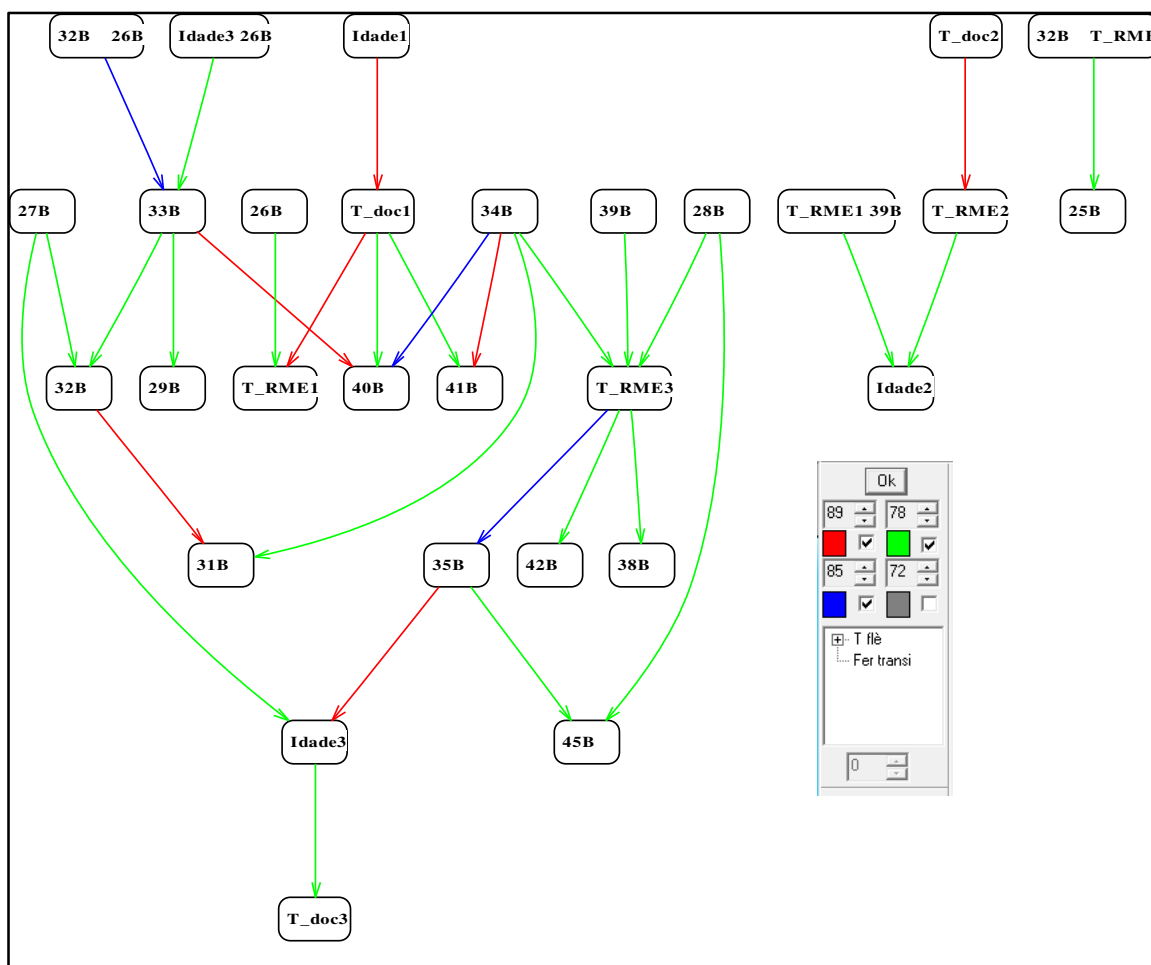 32B 26B
Idade3 26B
Idade1
T_doc2
32B T_RME
27B
33B
26B
T_doc1
34B
39B
28B
T_RME1 39B
T_RME2
25B
32B
29B
T_RME1
40B
41B
T_RME3
Idade2
Ok
89 78
85 72
T flè
Fer transi
0
31B
35B
42B
38B
Idade3
45B
T_doc3